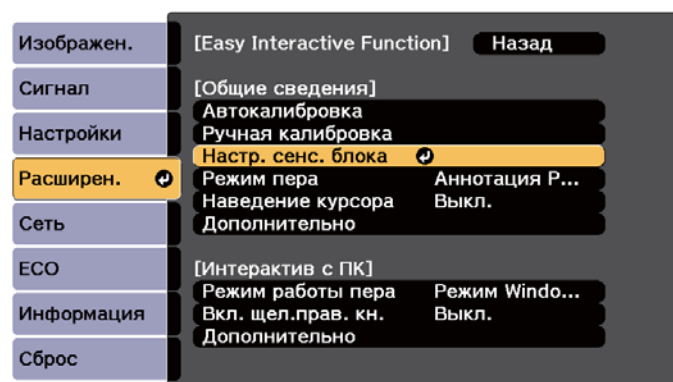 Изображен.
Сигнал
Настройки
Расширен.
Сеть
ECO
Информация
Сброс
[Easy Interactive Function] Назад
[Общие сведения]
Автокалибровка
Ручная калибровка
Настр. сенс. блока
Режим пера Аннотация P...
Наведение курсора Выкл.
Дополнительно
[Интерактив с ПК]
Режим работы пера Режим Windo...
Вкл. щел.прав. кн. Выкл.
Дополнительно